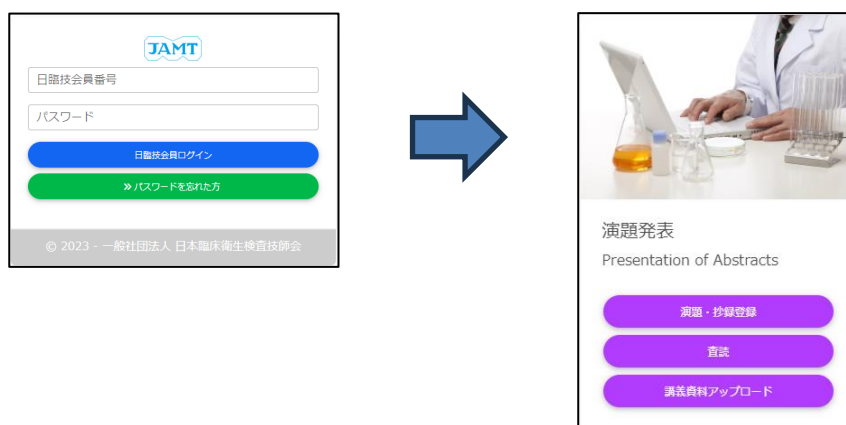 JAMT
日臨技会員番号
パスワード
日臨技会員ログイン
» パスワードを忘れた方
© 2023 - 一般社団法人 日本臨床衛生検査技師会
演題発表
Presentation of Abstracts
演題・抄録登録
査読
講義資料アップロード